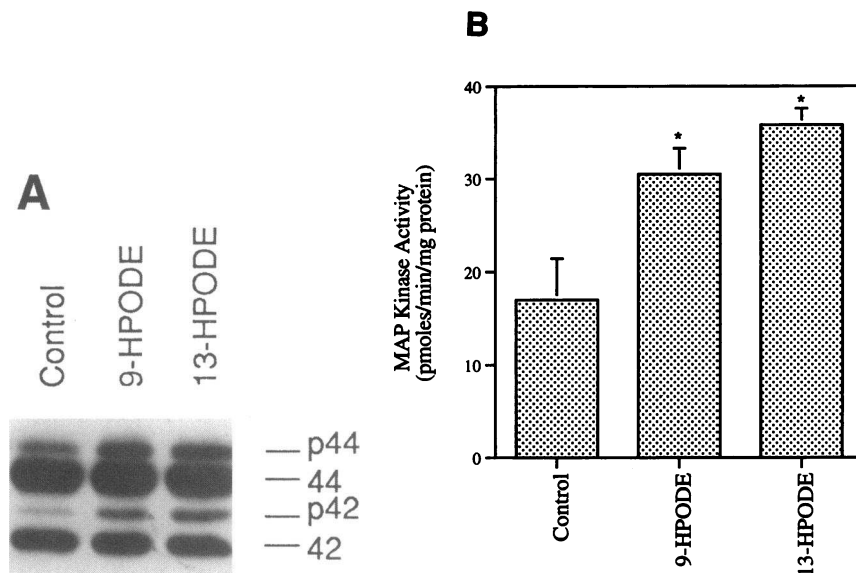 A
Control
9-HPODE
13-HPODE
p44
44
p42
42
B
MAP Kinase Activity
(pmoles/min/mg protein)
40
30
20
10
0
*
*
Control
9-HPODE
13-HPODE